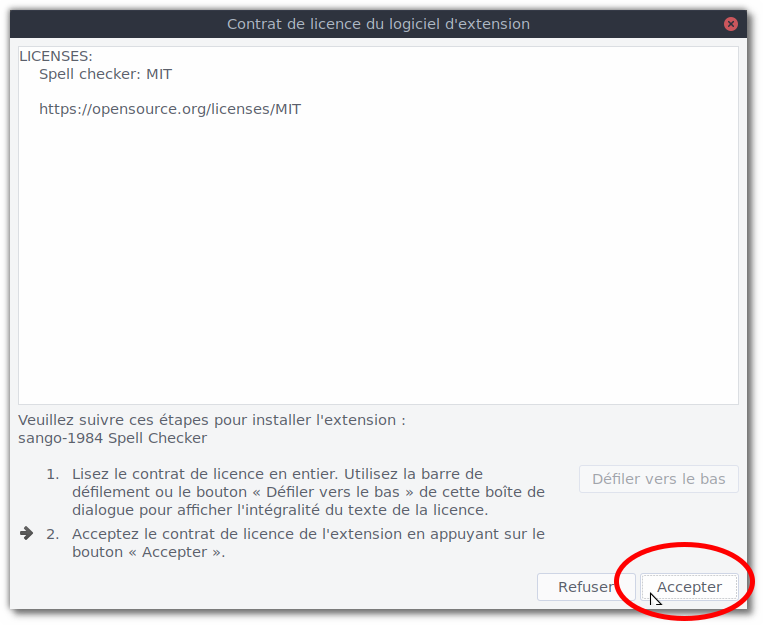 Contrat de licence du logiciel d'extension
LICENSES:
Spell checker: MIT
https://opensource.org/licenses/MIT
Veuillez suivre ces étapes pour installer l'extension :
sango-1984 Spell Checker
1. Lisez le contrat de licence en entier. Utilisez la barre de
défilement ou le bouton « Défiler vers le bas » de cette boîte de
dialogue pour afficher l'intégralité du texte de la licence.
Défiler vers le bas
2. Acceptez le contrat de licence de l'extension en appuyant sur le
bouton « Accepter ».
Refuser
Accepter